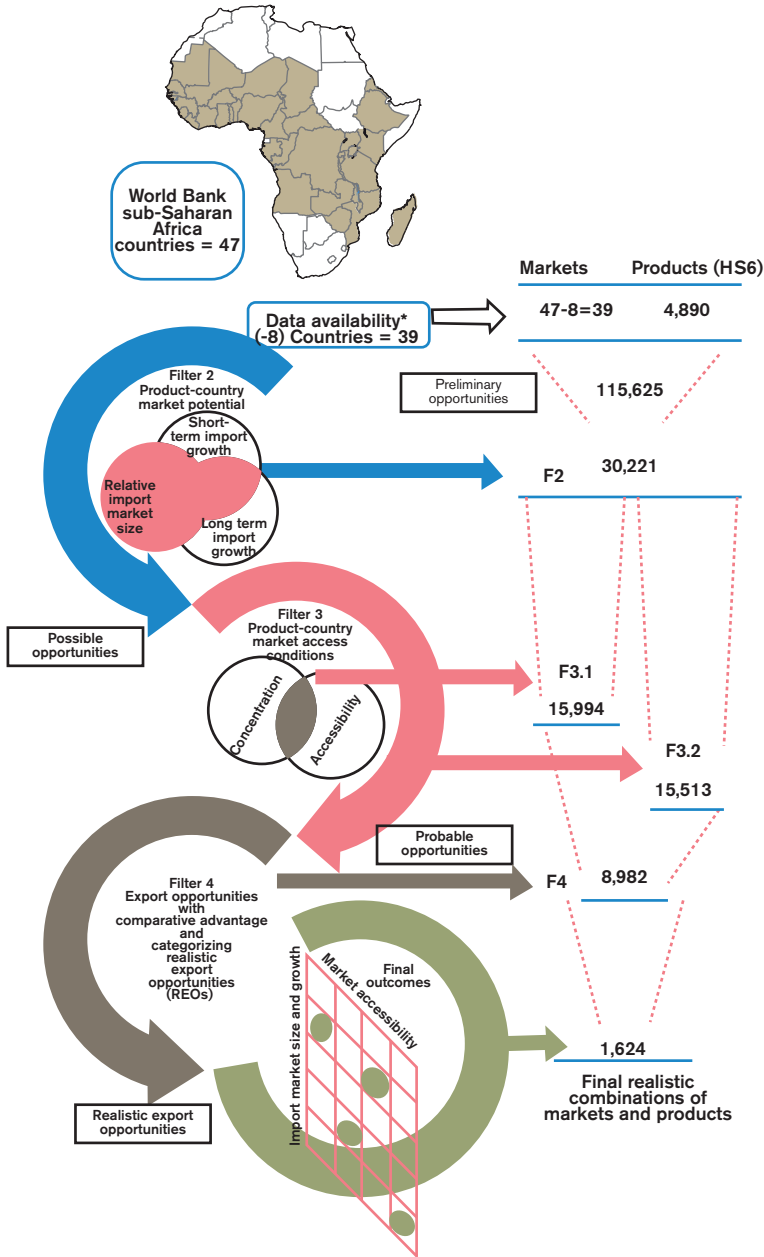 World Bank
sub-Saharan
Africa
countries = 47
Markets
Products (HS6)
Data availability*
(-8) Countries = 39
47-8=39
4,890
Filter 2
Product-country
market potential
Preliminary
opportunities
115,625
Short-
term import
growth
Relative
import
market
size
Long term
import
growth
F2
30,221
Possible
opportunities
Filter 3
Product-country
market access
conditions
Concentration
Accessibility
F3.1
15,994
F3.2
15,513
Probable
opportunities
Filter 4
Export opportunities
with
comparative advantage
and
categorizing
realistic
export
opportunities
(REOs)
F4
8,982
Import market size and growth
Market accessibility
Final
outcomes
1,624
Final realistic
combinations of
markets and products
Realistic export
opportunities